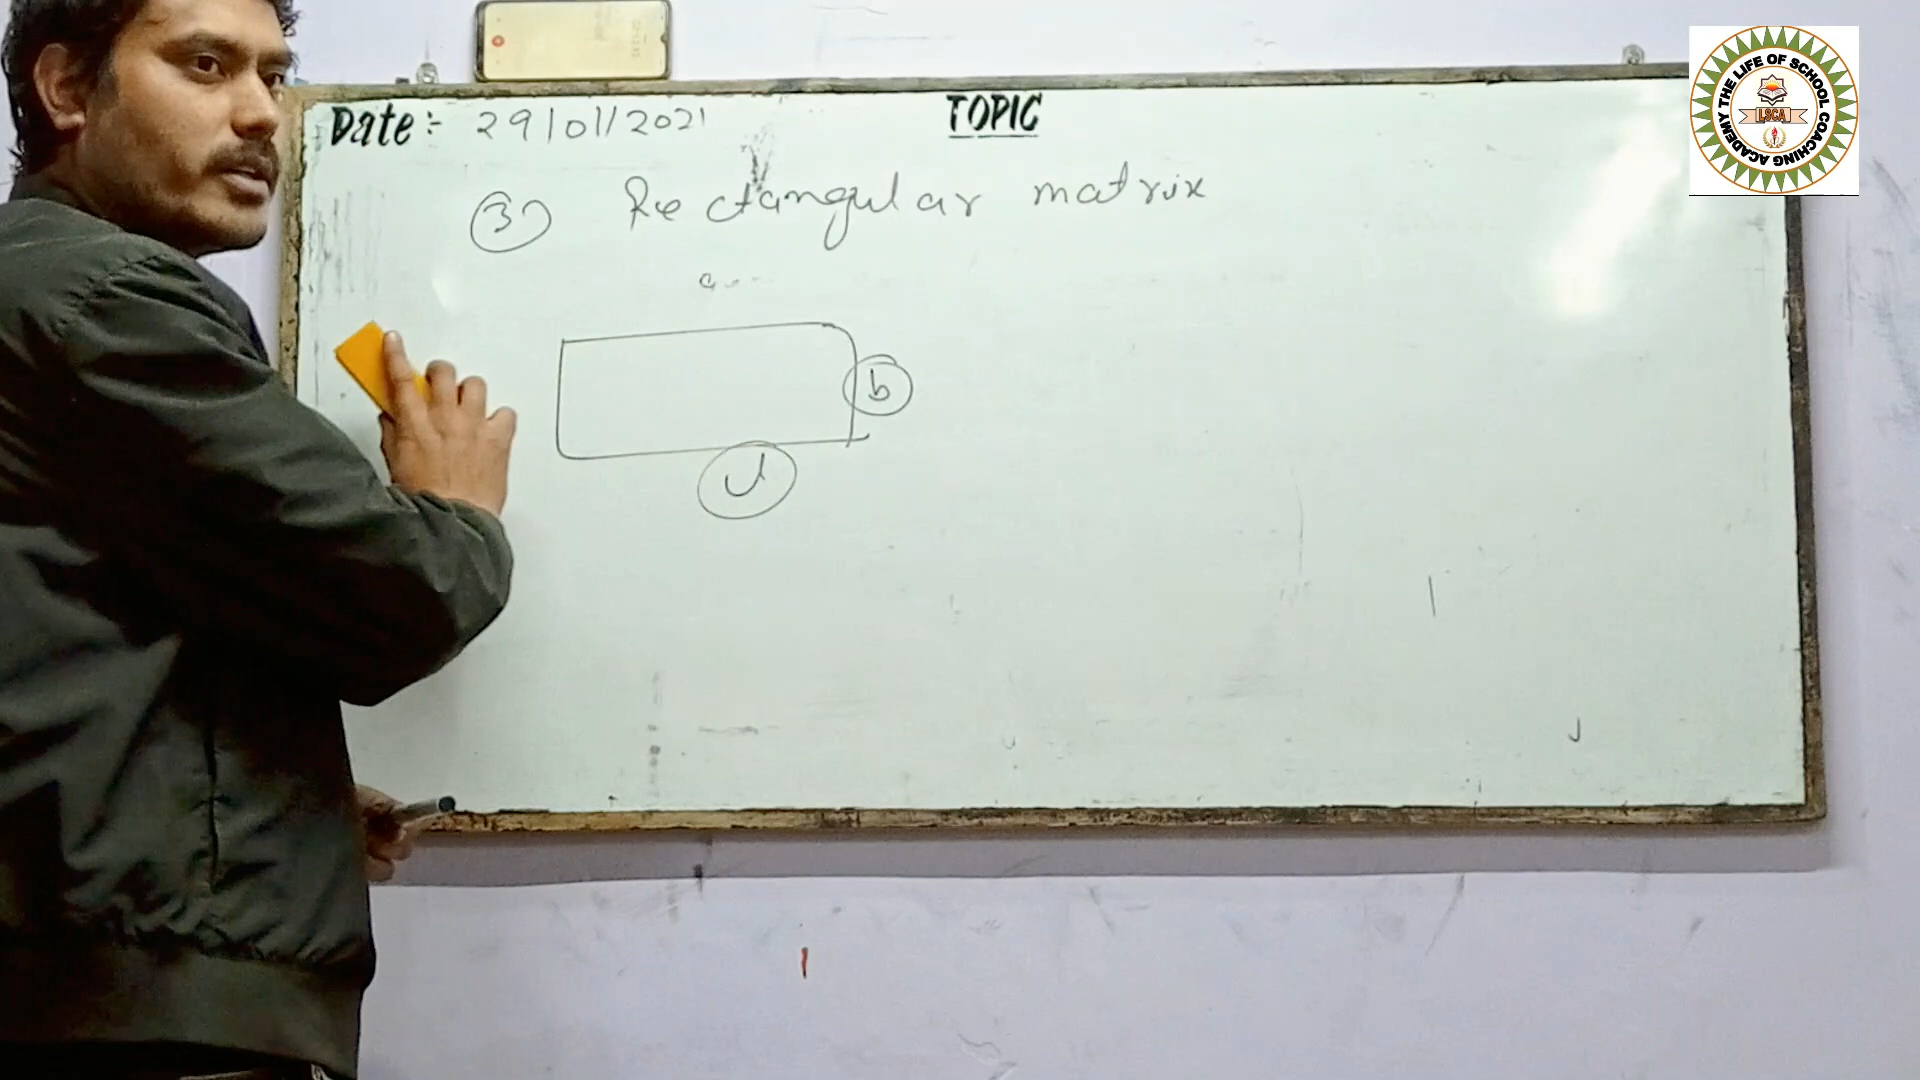 Date:- 29/01/2021
TOPIC
③ Rectangular matrix
b
l
THE LIFE OF SCHOOL COACHING ACADEMY
LSCA